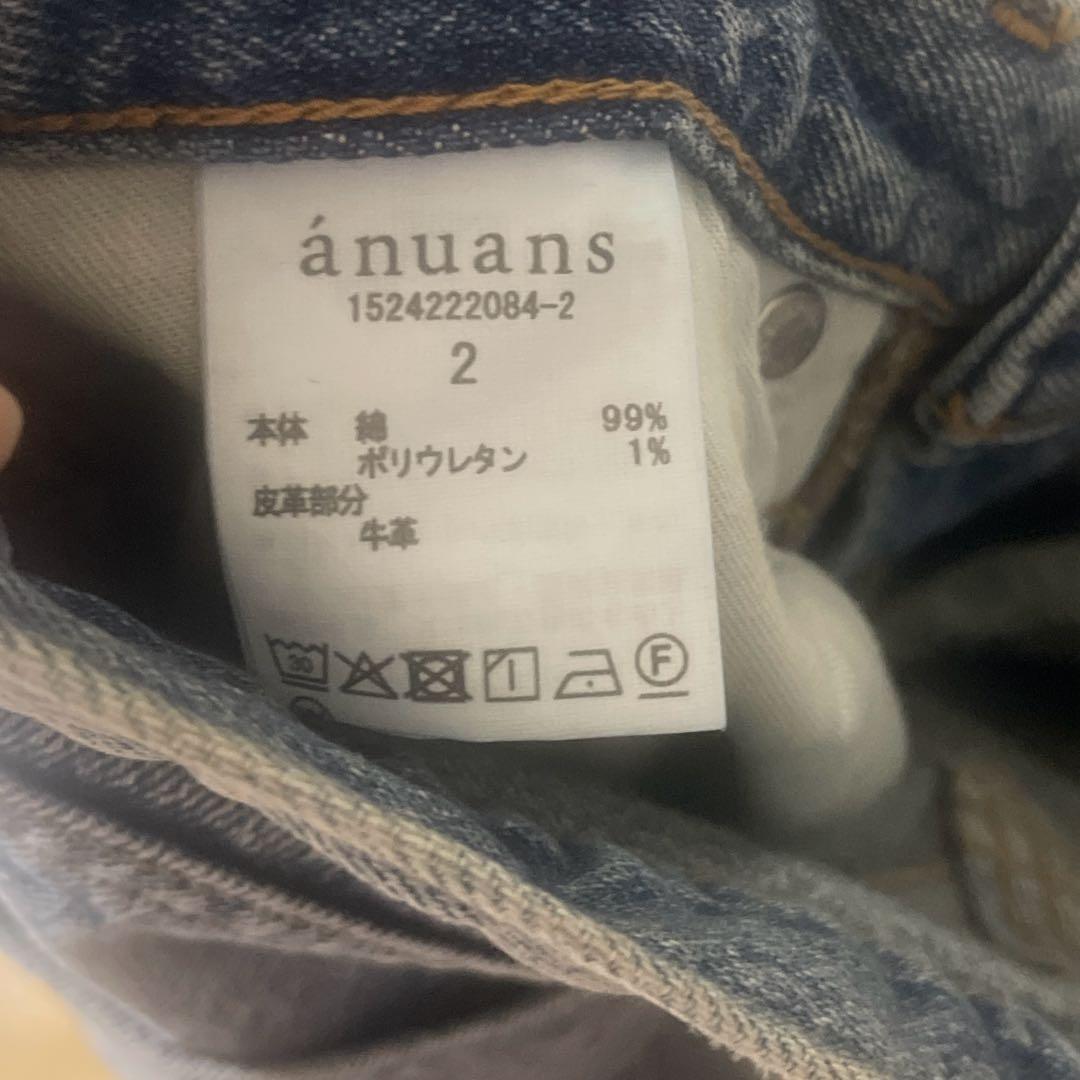 ánuans
1524222084-2
2
本体 綿 99%
ポリウレタン 1%
皮革部分
牛革
30
F